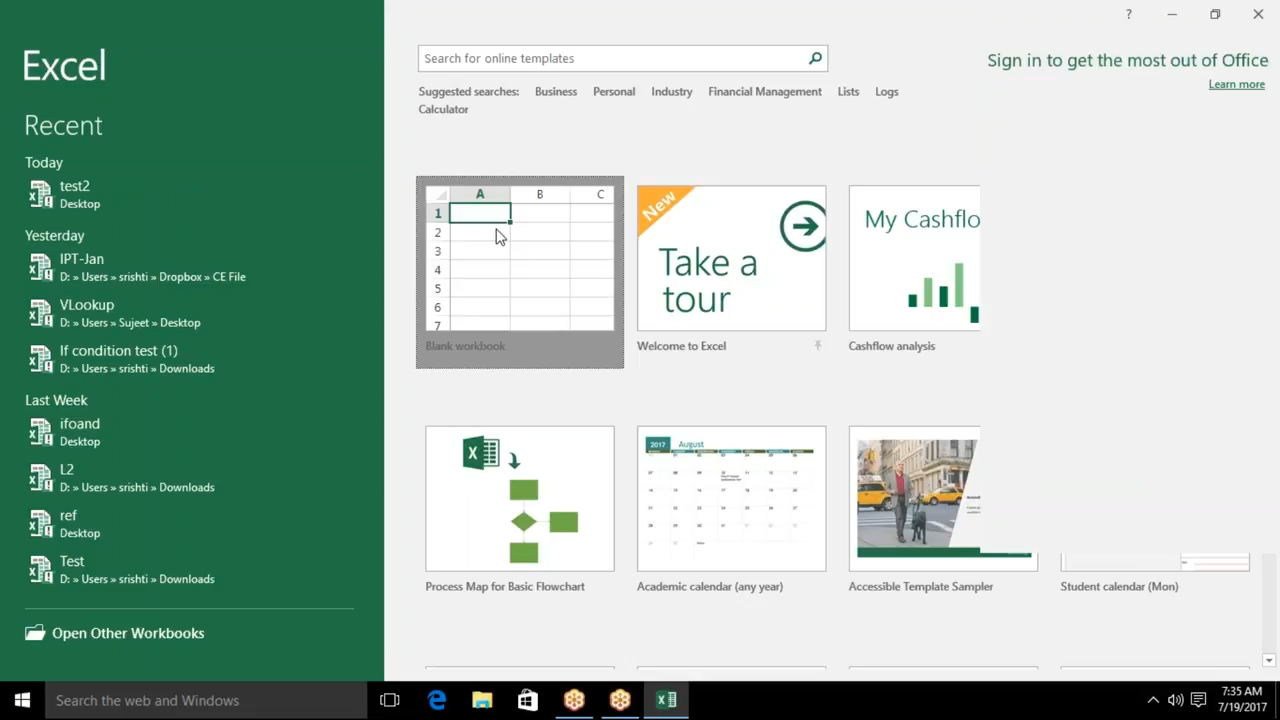 ?
Excel
Search for online templates
Sign in to get the most out of Office
Learn more
Suggested searches: Business Personal Industry Financial Management Lists Logs
Calculator
Recent
Today
test2
Desktop
Yesterday
IPT-Jan
D: » Users » srishti » Dropbox » CE File
VLookup
D: » Users » Sujeet » Desktop
If condition test (1)
D: » Users » srishti » Downloads
Last Week
ifoand
Desktop
L2
D: » Users » srishti » Downloads
ref
Desktop
Test
D: » Users » srishti » Downloads
Open Other Workbooks
A B C
1
2
3
4
5
6
7
Blank workbook
New
Take a
tour
Welcome to Excel
My Cashflo
Cashflow analysis
Process Map for Basic Flowchart
2017 August
Academic calendar (any year)
Accessible Template Sampler
Student calendar (Mon)
Search the web and Windows
7:35 AM
7/19/2017